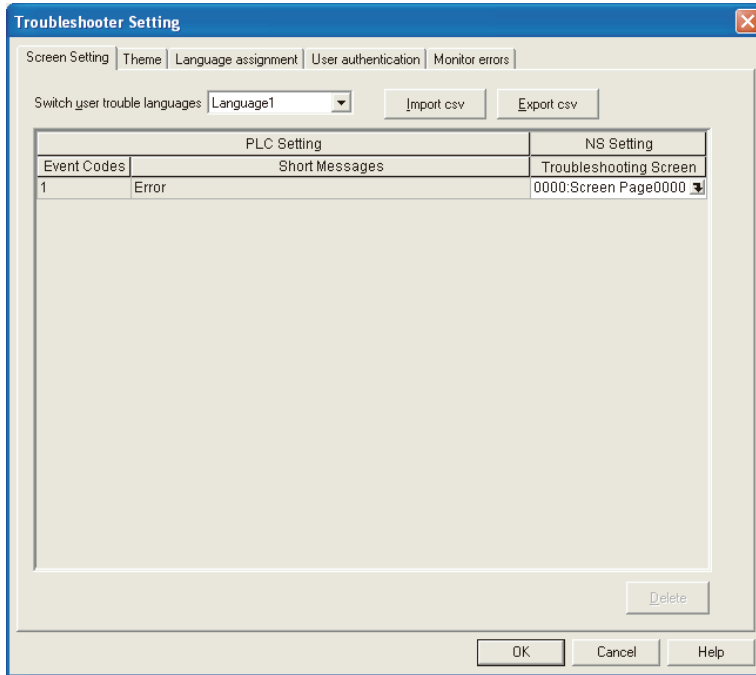 Troubleshooter Setting
Screen Setting Theme Language assignment User authentication Monitor errors
Switch user trouble languages Language1 Import csv Export csv
PLC Setting NS Setting
Event Codes Short Messages Troubleshooting Screen
1 Error 0000:Screen Page0000
Delete
OK Cancel Help